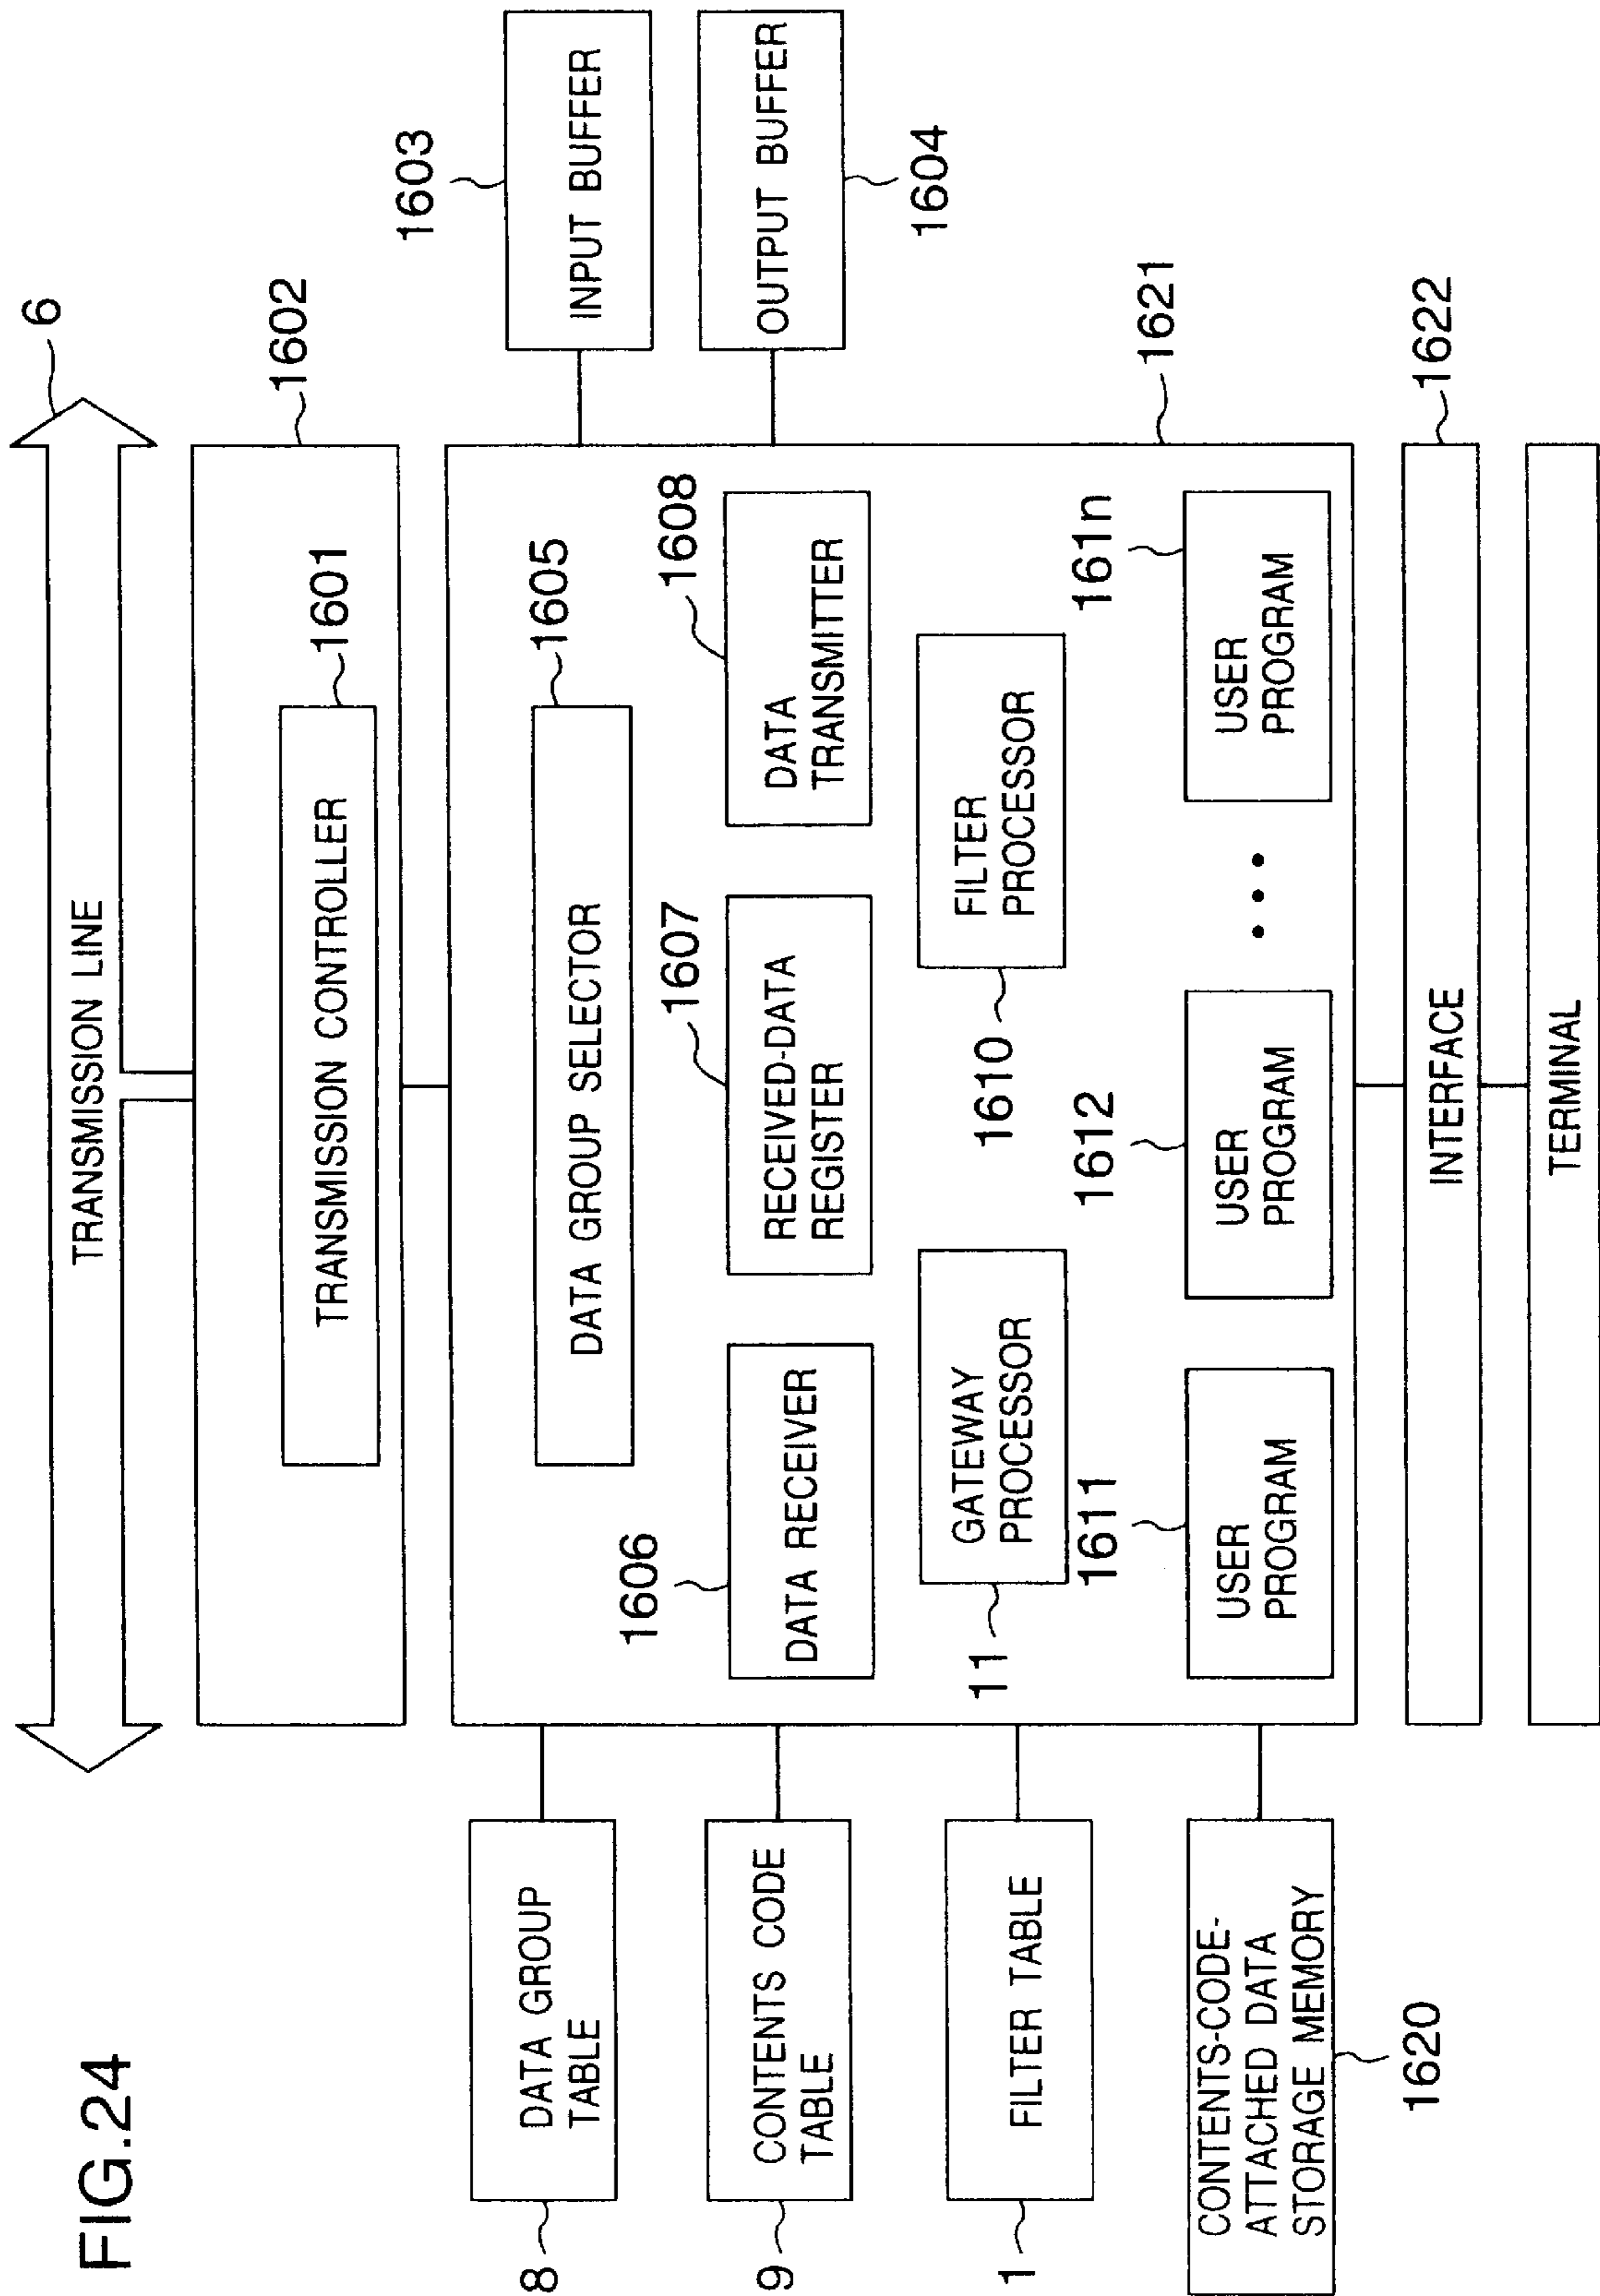 FIG.24
TRANSMISSION LINE
6
1602
TRANSMISSION CONTROLLER
1601
1603
INPUT BUFFER
OUTPUT BUFFER
1604
DATA GROUP SELECTOR
1605
1621
8
DATA GROUP
TABLE
9
CONTENTS CODE
TABLE
1
FILTER TABLE
CONTENTS-CODE-
ATTACHED DATA
STORAGE MEMORY
1620
1606
DATA RECEIVER
1607
RECEIVED-DATA
REGISTER
1608
DATA
TRANSMITTER
GATEWAY
PROCESSOR
11
FILTER
PROCESSOR
1610
1611
USER
PROGRAM
1612
USER
PROGRAM
• • •
161n
USER
PROGRAM
INTERFACE
1622
TERMINAL